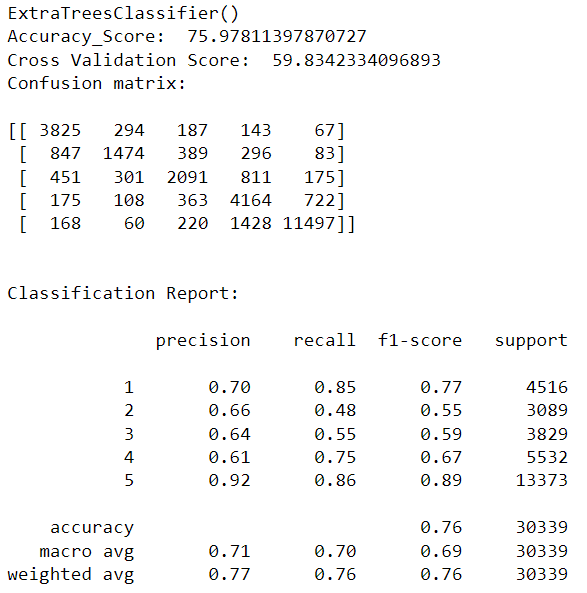 ExtraTreesClassifier()
Accuracy_Score:  75.97811397870727
Cross Validation Score:  59.8342334096893
Confusion matrix:
[[ 3825   294   187   143    67]
 [  847  1474   389   296    83]
 [  451   301  2091   811   175]
 [  175   108   363  4164   722]
 [  168    60   220  1428 11497]]
Classification Report:
              precision    recall  f1-score   support
           1       0.70      0.85      0.77      4516
           2       0.66      0.48      0.55      3089
           3       0.64      0.55      0.59      3829
           4       0.61      0.75      0.67      5532
           5       0.92      0.86      0.89     13373
    accuracy                           0.76     30339
   macro avg       0.71      0.70      0.69     30339
weighted avg       0.77      0.76      0.76     30339